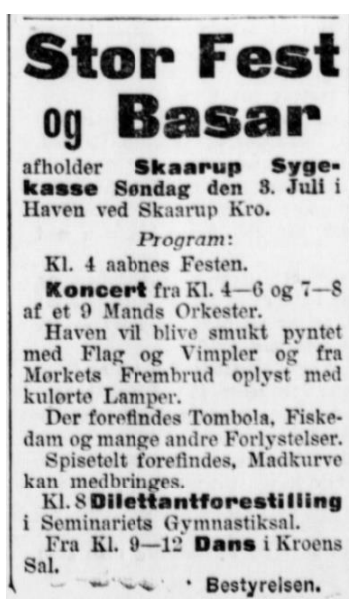 Stor Fest
og Basar
afholder Skaarup Syge-
kasse Søndag den 3. Juli i
Haven ved Skaarup Kro.
Program:
Kl. 4 aabnes Festen.
Koncert fra Kl. 4—6 og 7—8
af et 9 Mands Orkester.
Haven vil blive smukt pyntet
med Flag og Vimpler og fra
Mørkets Frembrud oplyst med
kulørte Lamper.
Der forefindes Tombola, Fiske-
dam og mange andre Forlystelser.
Spisetelt forefindes, Madkurve
kan medbringes.
Kl. 8 Dilettantforestilling
i Seminariets Gymnastiksal.
Fra Kl. 9—12 Dans i Kroens
Sal.
Bestyrelsen.